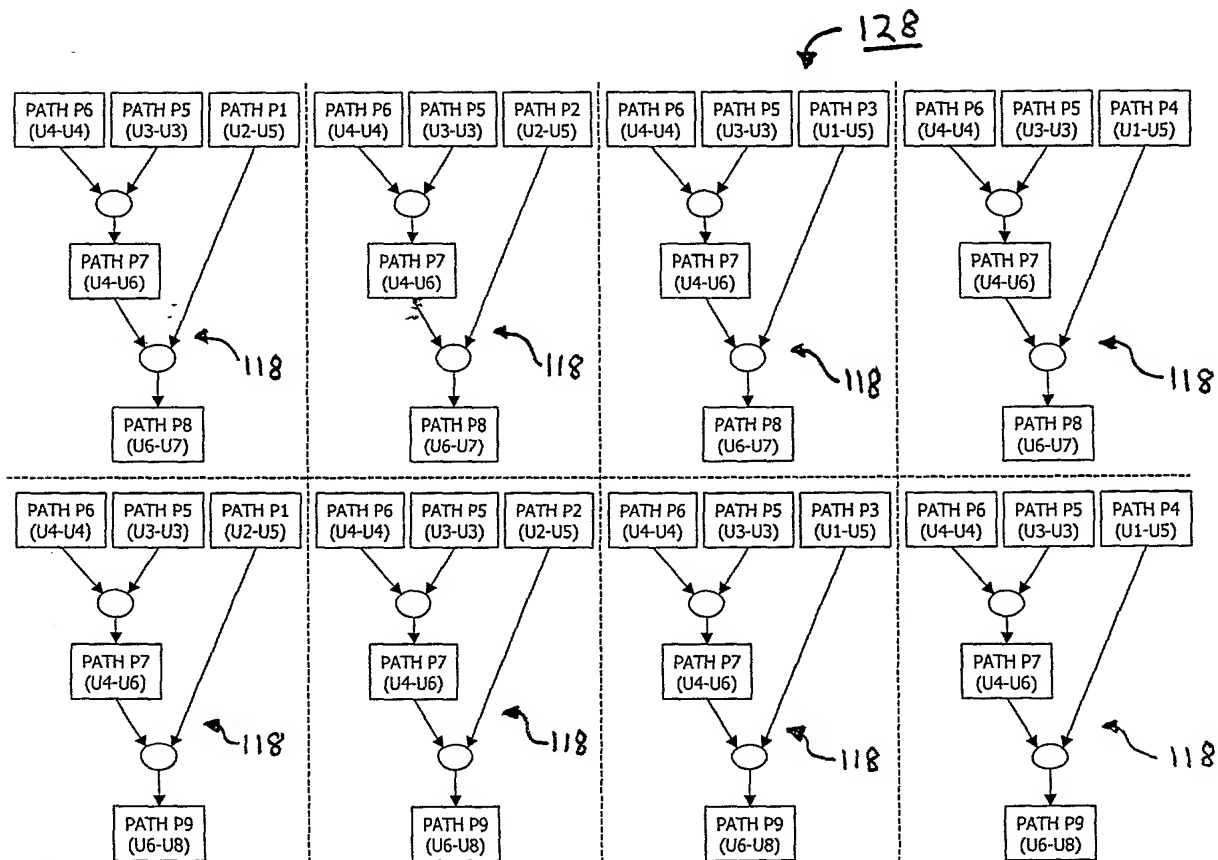 128
PATH P6 PATH P5 PATH P1 PATH P6 PATH P5 PATH P2 PATH P6 PATH P5 PATH P3 PATH P6 PATH P5 PATH P4
(U4-U4) (U3-U3) (U2-U5) (U4-U4) (U3-U3) (U2-U5) (U4-U4) (U3-U3) (U1-U5) (U4-U4) (U3-U3) (U1-U5)
PATH P7 PATH P7 PATH P7 PATH P7
(U4-U6) (U4-U6) (U4-U6) (U4-U6)
118 118 118 118
PATH P8 PATH P8 PATH P8 PATH P8
(U6-U7) (U6-U7) (U6-U7) (U6-U7)
PATH P6 PATH P5 PATH P1 PATH P6 PATH P5 PATH P2 PATH P6 PATH P5 PATH P3 PATH P6 PATH P5 PATH P4
(U4-U4) (U3-U3) (U2-U5) (U4-U4) (U3-U3) (U2-U5) (U4-U4) (U3-U3) (U1-U5) (U4-U4) (U3-U3) (U1-U5)
PATH P7 PATH P7 PATH P7 PATH P7
(U4-U6) (U4-U6) (U4-U6) (U4-U6)
118 118 118 118
PATH P9 PATH P9 PATH P9 PATH P9
(U6-U8) (U6-U8) (U6-U8) (U6-U8)